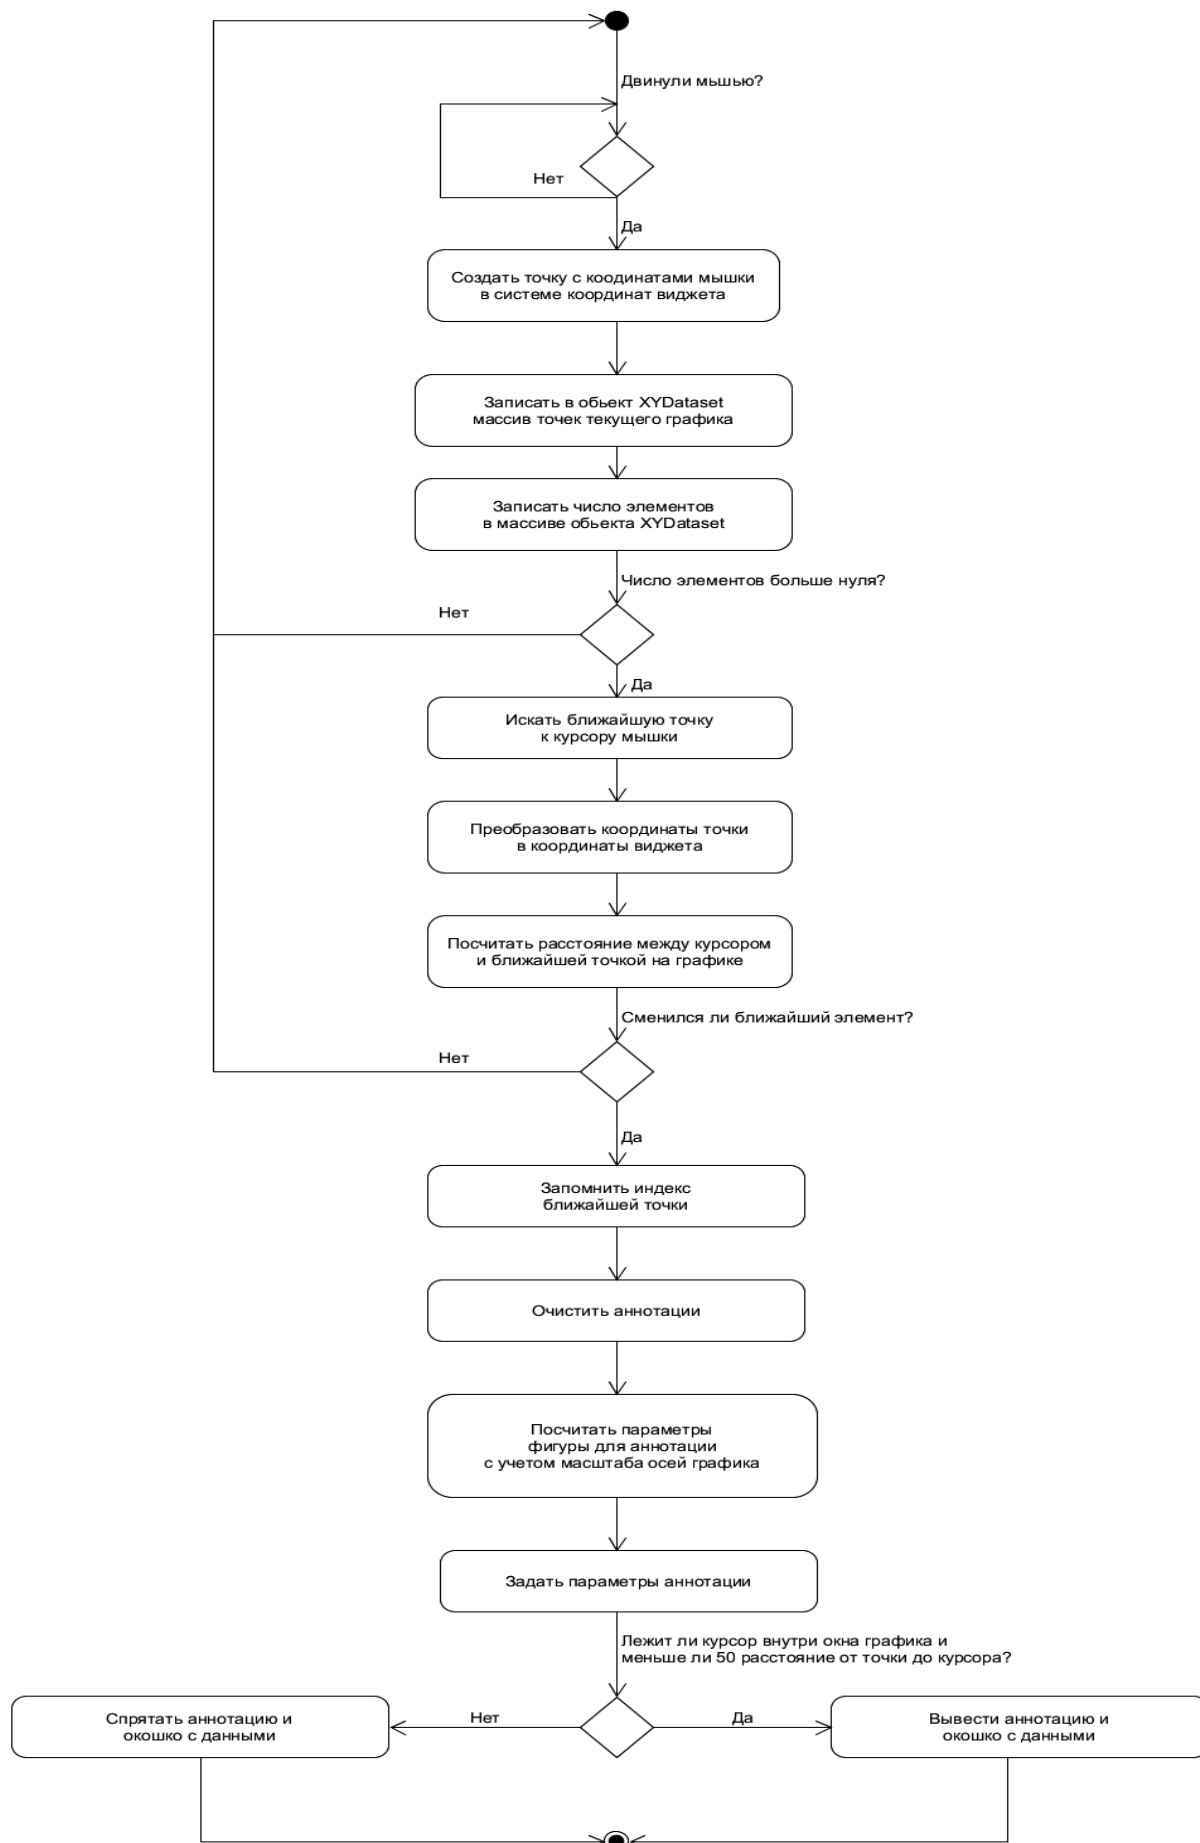 Двинули мьшью?
Нет
Да
Создать точку с коодинатами мышки
в системе координат виджета
Записать в обьект XYDataset
массив точек текущего графика
Записать число элементов
в массиве обьекта XYDataset
Число элементов больше нуля?
Нет
Да
Искать ближайшую точку
к курсору мышки
Преобразовать координаты точки
в координаты виджета
Посчитать расстояние между курсором
и ближайшей точкой на графике
Сменился ли ближайший элемент?
Нет
Да
Запомнить индекс
ближайшей точки
Очистить аннотации
Посчитать параметры
фигуры для аннотации
с учетом масштаба осей графика
Задать параметры аннотации
Лежит ли курсор внутри окна графика и
меньше ли 50 расстояние от точки до курсора?
Спрятать аннотацию и
окошко с данными
Нет
Да
Вывести аннотацию и
окошко с данными